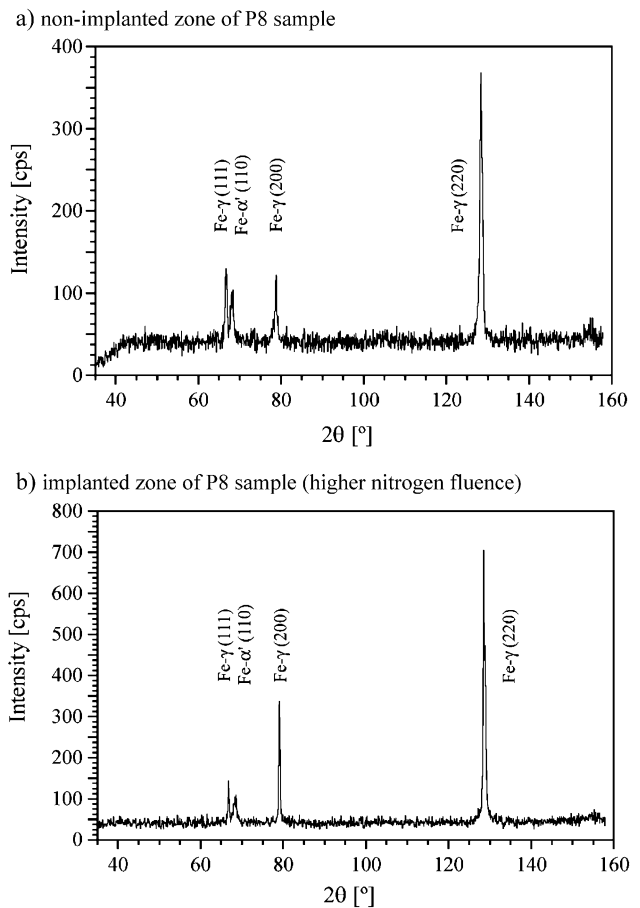 a) non-implanted zone of P8 sample
400
300
200
100
0
Intensity [cps]
Fe-γ (111)
Fe-α' (110)
Fe-γ (200)
Fe-γ (220)
40 60 80 100 120 140 160
2θ [º]
b) implanted zone of P8 sample (higher nitrogen fluence)
800
700
600
500
400
300
200
100
50
0
Intensity [cps]
Fe-γ (111)
Fe-α' (110)
Fe-γ (200)
Fe-γ (220)
40 60 80 100 120 140 160
2θ [º]